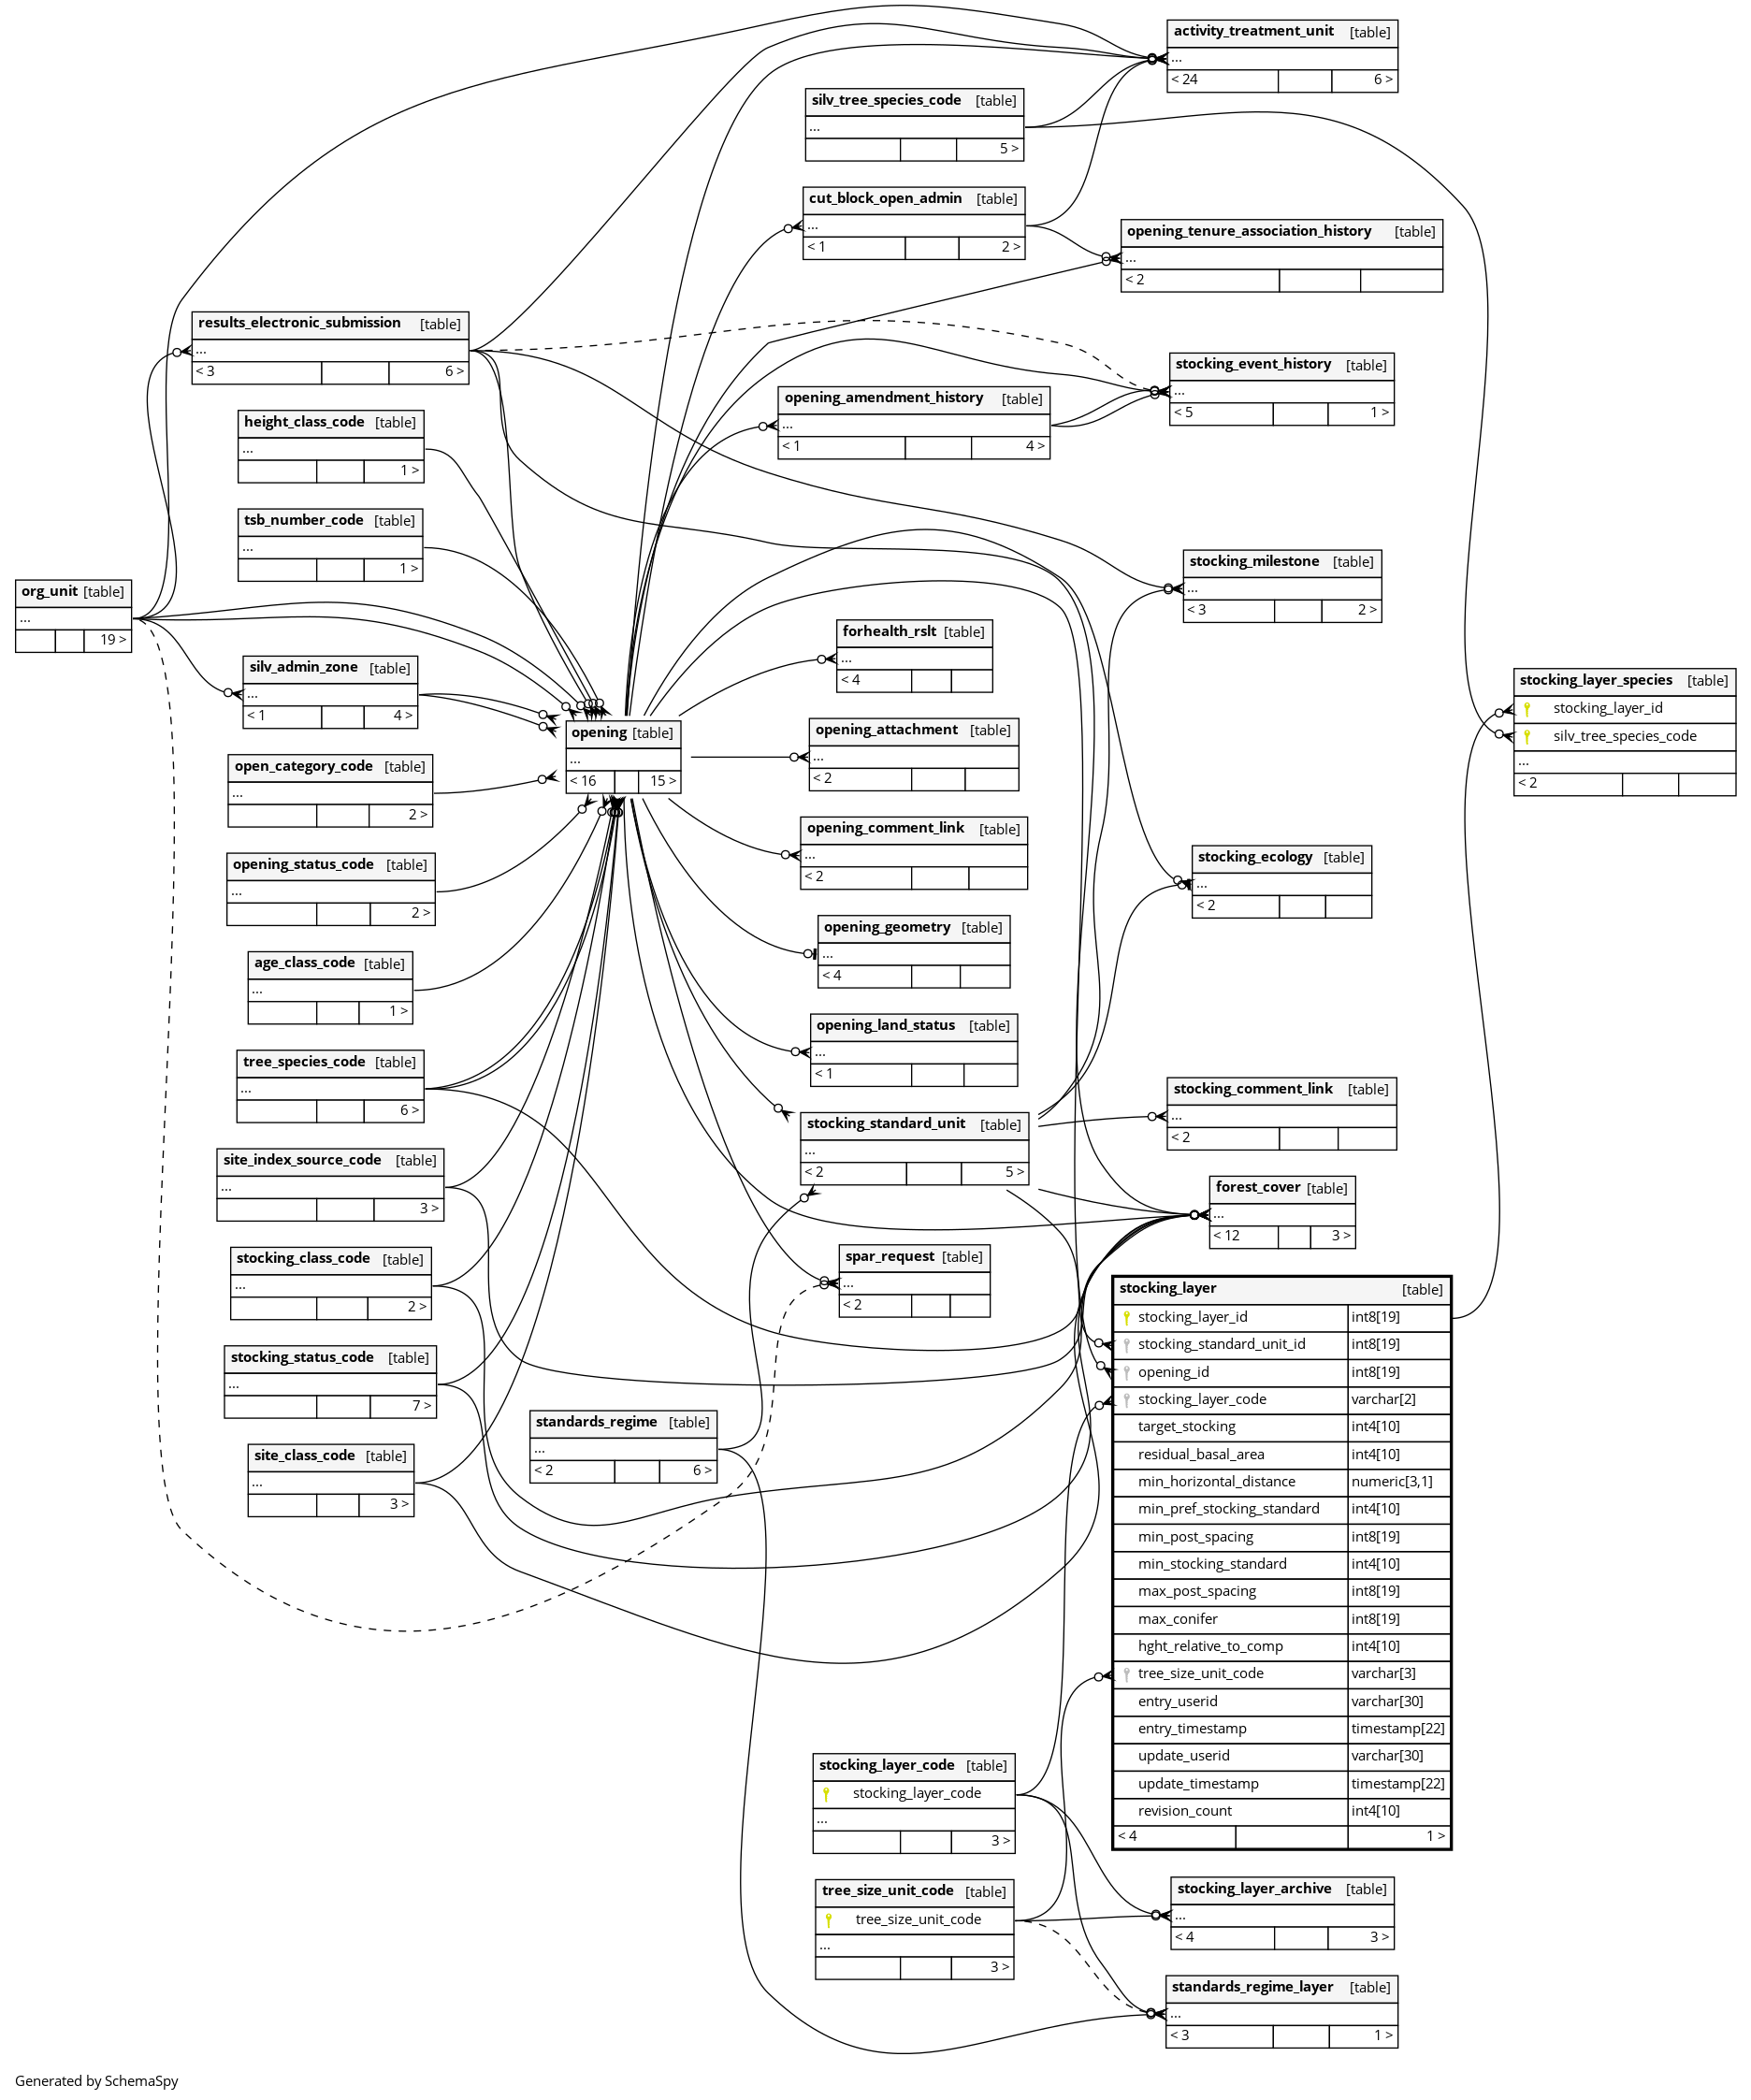 activity_treatment_unit [table]
...
< 24 6 >
silv_tree_species_code [table]
...
5 >
cut_block_open_admin [table]
...
< 1 2 >
opening_tenure_association_history [table]
...
< 2
results_electronic_submission [table]
...
< 3 6 >
stocking_event_history [table]
...
< 5 1 >
opening_amendment_history [table]
...
< 1 4 >
height_class_code [table]
...
1 >
tsb_number_code [table]
...
1 >
stocking_milestone [table]
...
< 3 2 >
org_unit [table]
...
19 >
forhealth_rslt [table]
...
< 4
silv_admin_zone [table]
...
< 1 4 >
stocking_layer_species [table]
stocking_layer_id
silv_tree_species_code
...
< 2
opening [table]
...
< 16 15 >
opening_attachment [table]
...
< 2
open_category_code [table]
...
2 >
opening_comment_link [table]
...
< 2
stocking_ecology [table]
...
< 2
opening_status_code [table]
...
2 >
opening_geometry [table]
...
< 4
age_class_code [table]
...
1 >
opening_land_status [table]
...
< 1
tree_species_code [table]
...
6 >
stocking_comment_link [table]
...
< 2
stocking_standard_unit [table]
...
< 2 5 >
site_index_source_code [table]
...
3 >
forest_cover [table]
...
< 12 3 >
stocking_class_code [table]
...
2 >
spar_request [table]
...
< 2
stocking_layer [table]
stocking_layer_id int8[19]
stocking_standard_unit_id int8[19]
opening_id int8[19]
stocking_layer_code varchar[2]
target_stocking int4[10]
residual_basal_area int4[10]
min_horizontal_distance numeric[3,1]
min_pref_stocking_standard int4[10]
min_post_spacing int8[19]
min_stocking_standard int4[10]
max_post_spacing int8[19]
max_conifer int8[19]
hght_relative_to_comp int4[10]
tree_size_unit_code varchar[3]
entry_userid varchar[30]
entry_timestamp timestamp[22]
update_userid varchar[30]
update_timestamp timestamp[22]
revision_count int4[10]
< 4 1 >
stocking_status_code [table]
...
7 >
standards_regime [table]
...
< 2 6 >
site_class_code [table]
...
3 >
stocking_layer_code [table]
stocking_layer_code
...
3 >
tree_size_unit_code [table]
tree_size_unit_code
...
3 >
stocking_layer_archive [table]
...
< 4 3 >
standards_regime_layer [table]
...
< 3 1 >
Generated by SchemaSpy